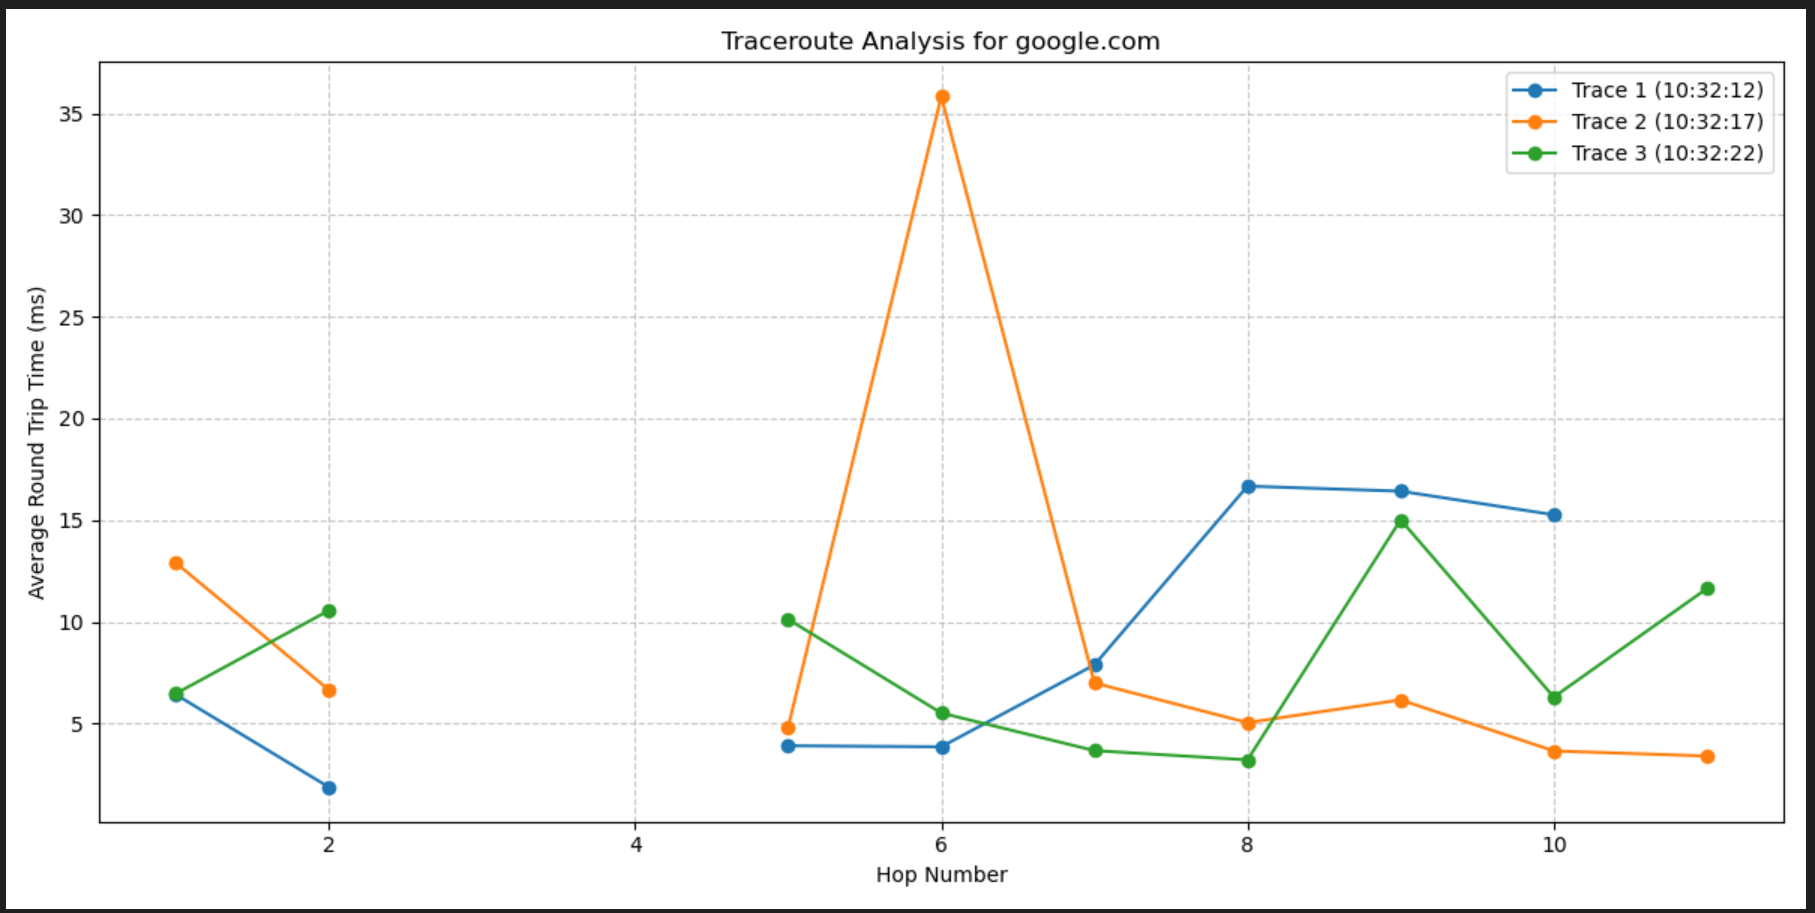 Traceroute Analysis for google.com
Trace 1 (10:32:12)
Trace 2 (10:32:17)
Trace 3 (10:32:22)
Average Round Trip Time (ms)
35
30
25
20
15
10
5
2 4 6 8 10
Hop Number